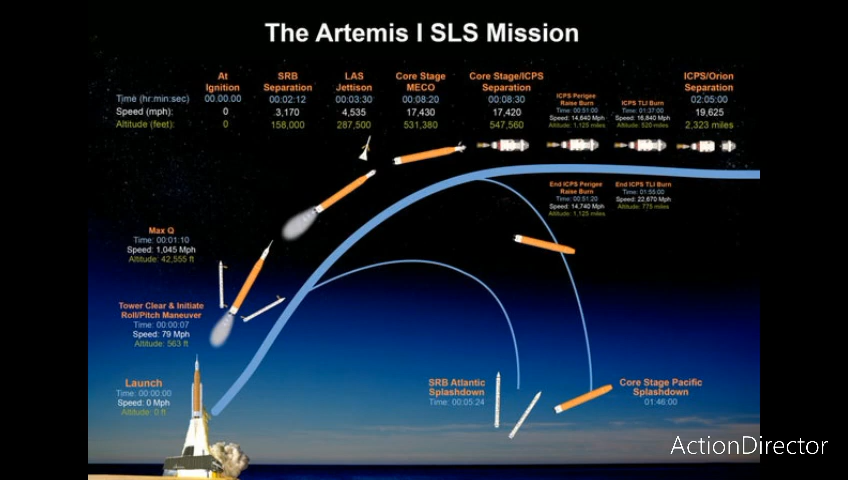 The Artemis I SLS Mission
At Ignition
SRB Separation
LAS Jettison
Core Stage MECO
Core Stage/ICPS Separation
ICPS Perigee Raise Burn
ICPS TLI Burn
ICPS/Orion Separation
Time (hr:min:sec) 00.00.00 00:02:12 00:03:30 00:08:20 00:08:30 Time: 00:51:00 Time: 01:37:00 02:05:00
Speed (mph): 0 3,170 4,535 17,430 17,420 Speed: 14,640 Mph Speed: 16,840 Mph 19,625
Altitude (feet): 0 158,000 287,500 531,380 547,560 Altitude: 1,125 miles Altitude: 520 miles 2,323 miles
End ICPS Perigee
Raise Burn
Time: 00:51:20
Speed: 14,740 Mph
Altitude: 1,125 miles
End ICPS TLI Burn
Time: 01:55:00
Speed: 22,670 Mph
Altitude: 775 miles
Max Q
Time: 00:01:10
Speed: 1,045 Mph
Altitude: 42,555 ft
Tower Clear & Initiate
Roll/Pitch Maneuver
Time: 00:00:07
Speed: 79 Mph
Altitude: 563 ft
Launch
Time: 00:00:00
Speed: 0 Mph
Altitude: 0 ft
SRB Atlantic
Splashdown
Time: 00:05:24
Core Stage Pacific
Splashdown
01:46:00
ActionDirector